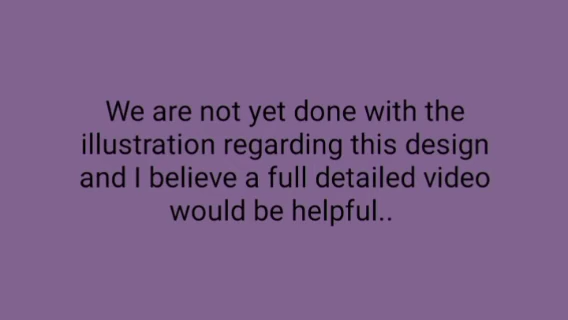 We are not yet done with the
illustration regarding this design
and I believe a full detailed video
would be helpful..